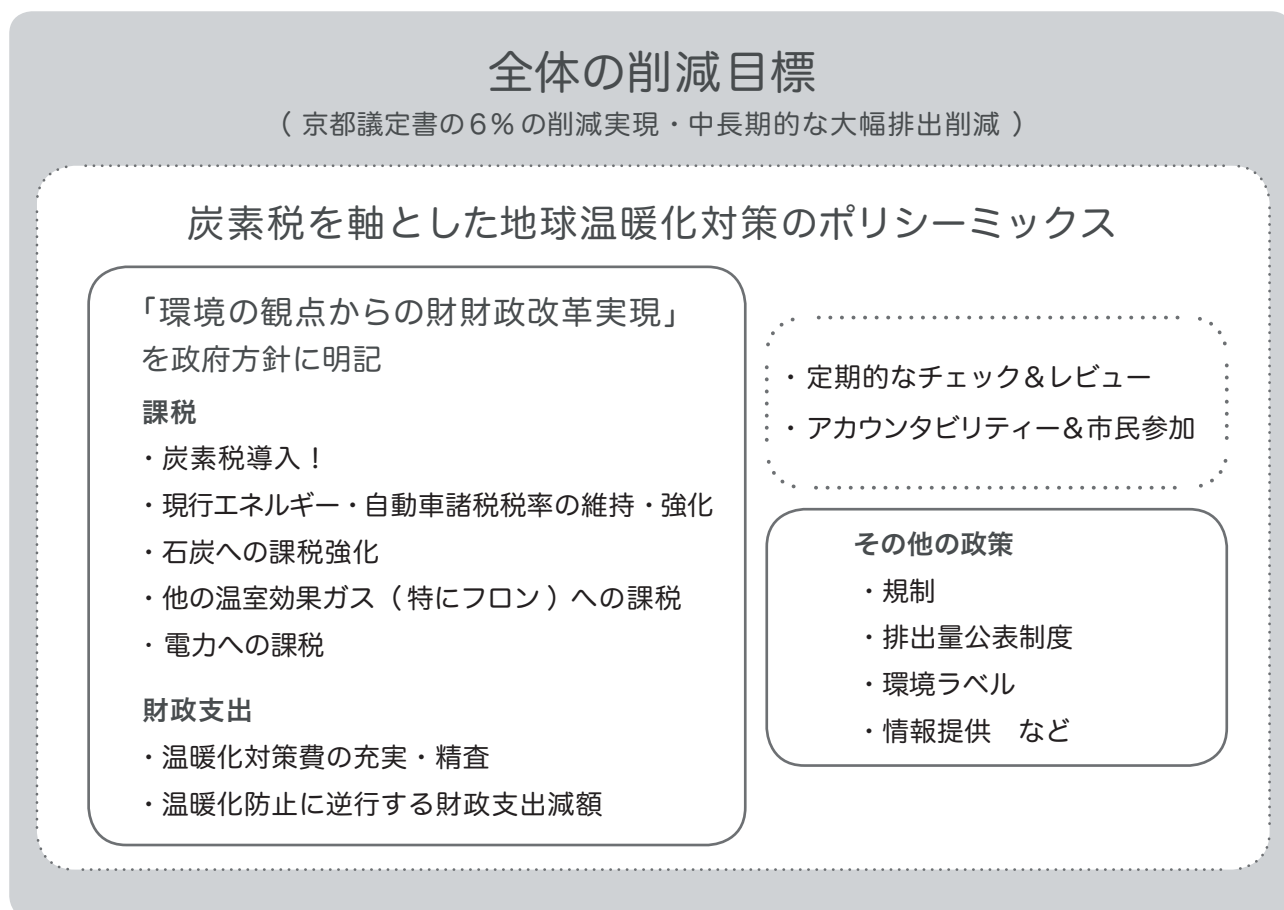 全体の削減目標
（ 京都議定書の6% の削減実現・中長期的な大幅排出削減 ）
炭素税を軸とした地球温暖化対策のポリシーミックス
「環境の観点からの財財政改革実現」
を政府方針に明記
課税
・炭素税導入！
・現行エネルギー・自動車諸税税率の維持・強化
・石炭への課税強化
・他の温室効果ガス（特にフロン）への課税
・電力への課税
財政支出
・温暖化対策費の充実・精査
・温暖化防止に逆行する財政支出減額
・定期的なチェック＆レビュー
・アカウンタビリティー＆市民参加
その他の政策
・規制
・排出量公表制度
・環境ラベル
・情報提供　など